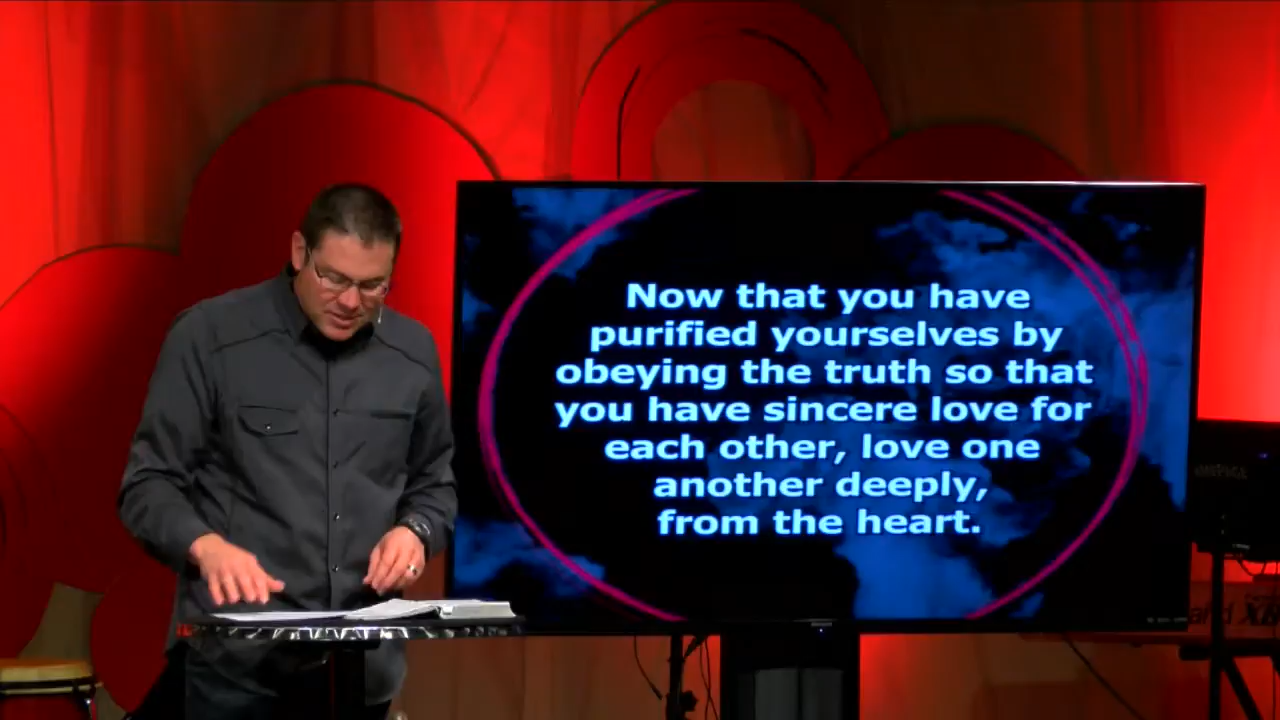 Now that you have
purified yourselves by
obeying the truth so that
you have sincere love for
each other, love one
another deeply,
from the heart.